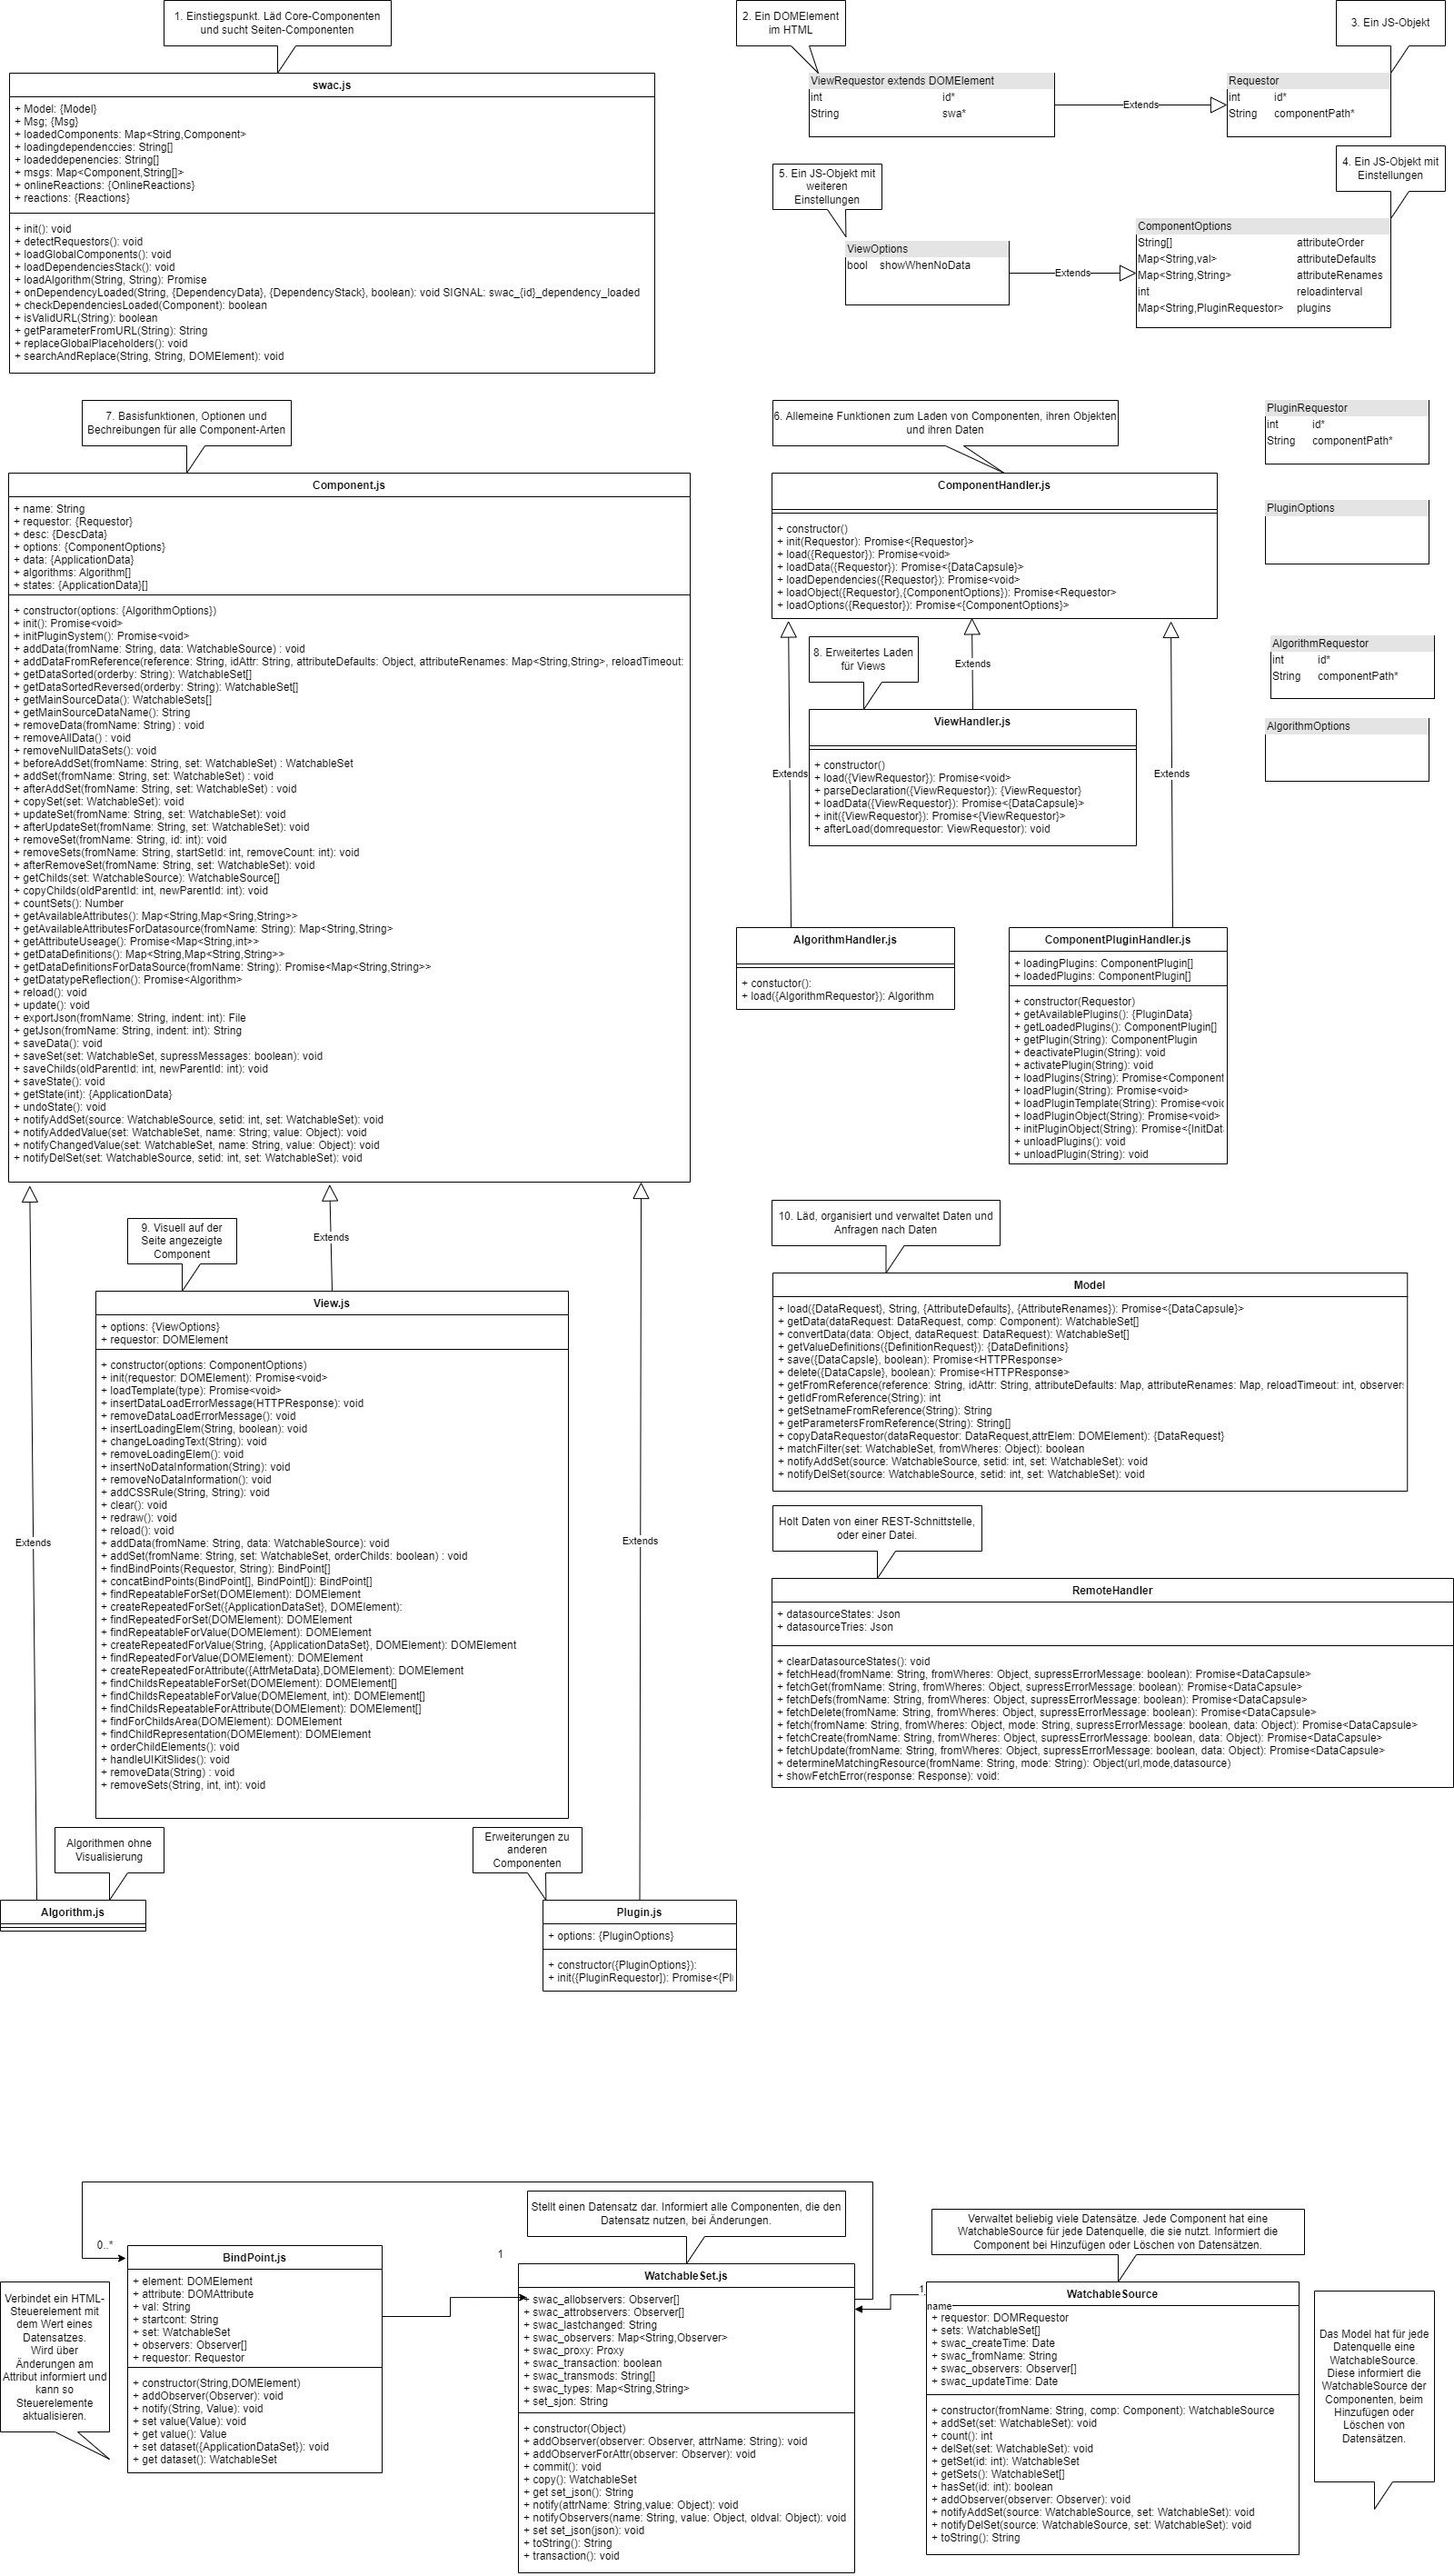 1. Einstiegspunkt. Läd Core-Componenten
und sucht Seiten-Componenten
swac.js
+ Model: {Model}
+ Msg; {Msg}
+ loadedComponents: Map<String,Component>
+ loadingdependenccies: String[]
+ loadeddepenencies: String[]
+ msgs: Map<Component,String[]>
+ onlineReactions: {OnlineReactions}
+ reactions: {Reactions}
+ init(): void
+ detectRequestors(): void
+ loadGlobalComponents(): void
+ loadDependenciesStack(): void
+ loadAlgorithm(String, String): Promise
+ onDependencyLoaded(String, {DependencyData}, {DependencyStack}, boolean): void SIGNAL: swac_{id}_dependency_loaded
+ checkDependenciesLoaded(Component): boolean
+ isValidURL(String): boolean
+ getParameterFromURL(String): String
+ replaceGlobalPlaceholders(): void
+ searchAndReplace(String, String, DOMElement): void
2. Ein DOMElement
im HTML
ViewRequestor extends DOMElement
int id*
String swa*
Extends
3. Ein JS-Objekt
Requestor
int id*
String componentPath*
5. Ein JS-Objekt mit
weiteren
Einstellungen
ViewOptions
bool showWhenNoData
Extends
4. Ein JS-Objekt mit
Einstellungen
ComponentOptions
String[] attributeOrder
Map<String,val> attributeDefaults
Map<String,String> attributeRenames
int reloadinterval
Map<String,PluginRequestor> plugins
7. Basisfunktionen, Optionen und
Bechreibungen für alle Component-Arten
Component.js
+ name: String
+ requestor: {Requestor}
+ desc: {DescData}
+ options: {ComponentOptions}
+ data: {ApplicationData}
+ algorithms: Algorithm[]
+ states: {ApplicationData}[]
+ constructor(options: {AlgorithmOptions})
+ init(): Promise<void>
+ initPluginSystem(): Promise<void>
+ addData(fromName: String, data: WatchableSource) : void
+ addDataFromReference(reference: String, idAttr: String, attributeDefaults: Object, attributeRenames: Map<String,String>, reloadTimeout:
+ getDataSorted(orderby: String): WatchableSet[]
+ getDataSortedReversed(orderby: String): WatchableSet[]
+ getMainSourceData(): WatchableSets[]
+ getMainSourceDataName(): String
+ removeData(fromName: String) : void
+ removeAllData() : void
+ removeNullDataSets(): void
+ beforeAddSet(fromName: String, set: WatchableSet) : WatchableSet
+ addSet(fromName: String, set: WatchableSet) : void
+ afterAddSet(fromName: String, set: WatchableSet) : void
+ copySet(set: WatchableSet): void
+ updateSet(fromName: String, set: WatchableSet): void
+ afterUpdateSet(fromName: String, set: WatchableSet): void
+ removeSet(fromName: String, id: int): void
+ removeSets(fromName: String, startSetId: int, removeCount: int): void
+ afterRemoveSet(fromName: String, set: WatchableSet): void
+ getChilds(set: WatchableSource): WatchableSource[]
+ copyChilds(oldParentId: int, newParentId: int): void
+ countSets(): Number
+ getAvailableAttributes(): Map<String,Map<Sring,String>>
+ getAvailableAttributesForDatasource(fromName: String): Map<String,String>
+ getAttributeUseage(): Promise<Map<String,int>>
+ getDataDefinitions(): Map<String,Map<String,String>>
+ getDataDefinitionsForDataSource(fromName: String): Promise<Map<String,String>>
+ getDatatypeReflection(): Promise<Algorithm>
+ reload(): void
+ update(): void
+ exportJson(fromName: String, indent: int): File
+ getJson(fromName: String, indent: int): String
+ saveData(): void
+ saveSet(set: WatchableSet, supressMessages: boolean): void
+ saveChilds(oldParentId: int, newParentId: int): void
+ saveState(): void
+ getState(int): {ApplicationData}
+ undoState(): void
+ notifyAddSet(source: WatchableSource, setid: int, set: WatchableSet): void
+ notifyAddedValue(set: WatchableSet, name: String; value: Object): void
+ notifyChangedValue(set: WatchableSet, name: String, value: Object): void
+ notifyDelSet(set: WatchableSource, setid: int, set: WatchableSet): void
6. Allemeine Funktionen zum Laden von Componenten, ihren Objekten
und ihren Daten
ComponentHandler.js
+ constructor()
+ init(Requestor): Promise<{Requestor}>
+ load({Requestor}): Promise<void>
+ loadData({Requestor}): Promise<{DataCapsule}>
+ loadDependencies({Requestor}): Promise<void>
+ loadObject({Requestor},{ComponentOptions}): Promise<Requestor>
+ loadOptions({Requestor}): Promise<{ComponentOptions}>
PluginRequestor
int id*
String componentPath*
PluginOptions
AlgorithmRequestor
int id*
String componentPath*
AlgorithmOptions
8. Erweitertes Laden
für Views
Extends
ViewHandler.js
+ constructor()
+ load({ViewRequestor}): Promise<void>
+ parseDeclaration({ViewRequestor}): {ViewRequestor}
+ loadData({ViewRequestor}): Promise<{DataCapsule}>
+ init({ViewRequestor}): Promise<{ViewRequestor}>
+ afterLoad(domrequestor: ViewRequestor): void
Extends
Extends
AlgorithmHandler.js
+ constuctor():
+ load({AlgorithmRequestor}): Algorithm
ComponentPluginHandler.js
+ loadingPlugins: ComponentPlugin[]
+ loadedPlugins: ComponentPlugin[]
+ constructor(Requestor)
+ getAvailablePlugins(): {PluginData}
+ getLoadedPlugins(): ComponentPlugin[]
+ getPlugin(String): ComponentPlugin
+ deactivatePlugin(String): void
+ activatePlugin(String): void
+ loadPlugins(String): Promise<Component
+ loadPlugin(String): Promise<void>
+ loadPluginTemplate(String): Promise<void
+ loadPluginObject(String): Promise<void>
+ initPluginObject(String): Promise<{InitData
+ unloadPlugins(): void
+ unloadPlugin(String): void
9. Visuell auf der
Seite angezeigte
Component
Extends
View.js
+ options: {ViewOptions}
+ requestor: DOMElement
+ constructor(options: ComponentOptions)
+ init(requestor: DOMElement): Promise<void>
+ loadTemplate(type): Promise<void>
+ insertDataLoadErrorMessage(HTTPResponse): void
+ removeDataLoadErrorMessage(): void
+ insertLoadingElem(String, boolean): void
+ changeLoadingText(String): void
+ removeLoadingElem(): void
+ insertNoDataInformation(String): void
+ removeNoDataInformation(): void
+ addCSSRule(String, String): void
+ clear(): void
+ redraw(): void
+ reload(): void
+ addData(fromName: String, data: WatchableSource): void
+ addSet(fromName: String, set: WatchableSet, orderChilds: boolean) : void
+ findBindPoints(Requestor, String): BindPoint[]
+ concatBindPoints(BindPoint[], BindPoint[]): BindPoint[]
+ findRepeatableForSet(DOMElement): DOMElement
+ createRepeatedForSet({ApplicationDataSet}, DOMElement):
+ findRepeatedForSet(DOMElement): DOMElement
+ findRepeatableForValue(DOMElement): DOMElement
+ createRepeatedForValue(String, {ApplicationDataSet}, DOMElement): DOMElement
+ findRepeatedForValue(DOMElement): DOMElement
+ createRepeatedForAttribute({AttrMetaData},DOMElement): DOMElement
+ findChildsRepeatableForSet(DOMElement): DOMElement[]
+ findChildsRepeatableForValue(DOMElement, int): DOMElement[]
+ findChildsRepeatableForAttribute(DOMElement): DOMElement[]
+ findForChildsArea(DOMElement): DOMElement
+ findChildRepresentation(DOMElement): DOMElement
+ orderChildElements(): void
+ handleUIKitSlides(): void
+ removeData(String) : void
+ removeSets(String, int, int): void
Extends
Extends
10. Läd, organisiert und verwaltet Daten und
Anfragen nach Daten
Model
+ load({DataRequest}, String, {AttributeDefaults}, {AttributeRenames}): Promise<{DataCapsule}>
+ getData(dataRequest: DataRequest, comp: Component): WatchableSet[]
+ convertData(data: Object, dataRequest: DataRequest): WatchableSet[]
+ getValueDefinitions({DefinitionRequest}): {DataDefinitions}
+ save({DataCapsle}, boolean): Promise<HTTPResponse>
+ delete({DataCapsle}, boolean): Promise<HTTPResponse>
+ getFromReference(reference: String, idAttr: String, attributeDefaults: Map, attributeRenames: Map, reloadTimeout: int, observers
+ getIdFromReference(String): int
+ getSetnameFromReference(String): String
+ getParametersFromReference(String): String[]
+ copyDataRequestor(dataRequestor: DataRequest,attrElem: DOMElement): {DataRequest}
+ matchFilter(set: WatchableSet, fromWheres: Object): boolean
+ notifyAddSet(source: WatchableSource, setid: int, set: WatchableSet): void
+ notifyDelSet(source: WatchableSource, setid: int, set: WatchableSet): void
Holt Daten von einer REST-Schnittstelle,
oder einer Datei.
RemoteHandler
+ datasourceStates: Json
+ datasourceTries: Json
+ clearDatasourceStates(): void
+ fetchHead(fromName: String, fromWheres: Object, supressErrorMessage: boolean): Promise<DataCapsule>
+ fetchGet(fromName: String, fromWheres: Object, supressErrorMessage: boolean): Promise<DataCapsule>
+ fetchDefs(fromName: String, fromWheres: Object, supressErrorMessage: boolean): Promise<DataCapsule>
+ fetchDelete(fromName: String, fromWheres: Object, supressErrorMessage: boolean): Promise<DataCapsule>
+ fetch(fromName: String, fromWheres: Object, mode: String, supressErrorMessage: boolean, data: Object): Promise<DataCapsule>
+ fetchCreate(fromName: String, fromWheres: Object, supressErrorMessage: boolean, data: Object): Promise<DataCapsule>
+ fetchUpdate(fromName: String, fromWheres: Object, supressErrorMessage: boolean, data: Object): Promise<DataCapsule>
+ determineMatchingResource(fromName: String, mode: String): Object(url,mode,datasource)
+ showFetchError(response: Response): void:
Algorithmen ohne
Visualisierung
Algorithm.js
Erweiterungen zu
anderen
Componenten
Plugin.js
+ options: {PluginOptions}
+ constructor({PluginOptions}):
+ init({PluginRequestor]): Promise<{Pl
0..*
BindPoint.js
+ element: DOMElement
+ attribute: DOMAttribute
+ val: String
+ startcont: String
+ set: WatchableSet
+ observers: Observer[]
+ requestor: Requestor
+ constructor(String,DOMElement)
+ addObserver(Observer): void
+ notify(String, Value): void
+ set value(Value): void
+ get value(): Value
+ set dataset({ApplicationDataSet}): void
+ get dataset(): WatchableSet
Verbindet ein HTML-
Steuerelement mit
dem Wert eines
Datensatzes.
Wird über
Änderungen am
Attribut informiert und
kann so
Steuerelemente
aktualisieren.
1
Stellt einen Datensatz dar. Informiert alle Componenten, die den
Datensatz nutzen, bei Änderungen.
WatchableSet.js
+ swac_allobservers: Observer[]
+ swac_attrobservers: Observer[]
+ swac_lastchanged: String
+ swac_observers: Map<String,Observer>
+ swac_proxy: Proxy
+ swac_transaction: boolean
+ swac_transmods: String[]
+ swac_types: Map<String,String>
+ set_sjon: String
+ constructor(Object)
+ addObserver(observer: Observer, attrName: String): void
+ addObserverForAttr(observer: Observer): void
+ commit(): void
+ copy(): WatchableSet
+ get set_json(): String
+ notify(attrName: String,value: Object): void
+ notifyObservers(name: String, value: Object, oldval: Object): void
+ set set_json(json): void
+ toString(): String
+ transaction(): void
Verwaltet beliebig viele Datensätze. Jede Component hat eine
WatchableSource für jede Datenquelle, die sie nutzt. Informiert die
Component bei Hinzufügen oder Löschen von Datensätzen.
1
name
WatchableSource
+ requestor: DOMRequestor
+ sets: WatchableSet[]
+ swac_createTime: Date
+ swac_fromName: String
+ swac_observers: Observer[]
+ swac_updateTime: Date
+ constructor(fromName: String, comp: Component): WatchableSource
+ addSet(set: WatchableSet): void
+ count(): int
+ delSet(set: WatchableSet): void
+ getSet(id: int): WatchableSet
+ getSets(): WatchableSet[]
+ hasSet(id: int): boolean
+ addObserver(observer: Observer): void
+ notifyAddSet(source: WatchableSource, set: WatchableSet): void
+ notifyDelSet(source: WatchableSource, set: WatchableSet): void
+ toString(): String
Das Model hat für jede
Datenquelle eine
WatchableSource.
Diese informiert die
WatchableSource der
Componenten, beim
Hinzufügen oder
Löschen von
Datensätzen.